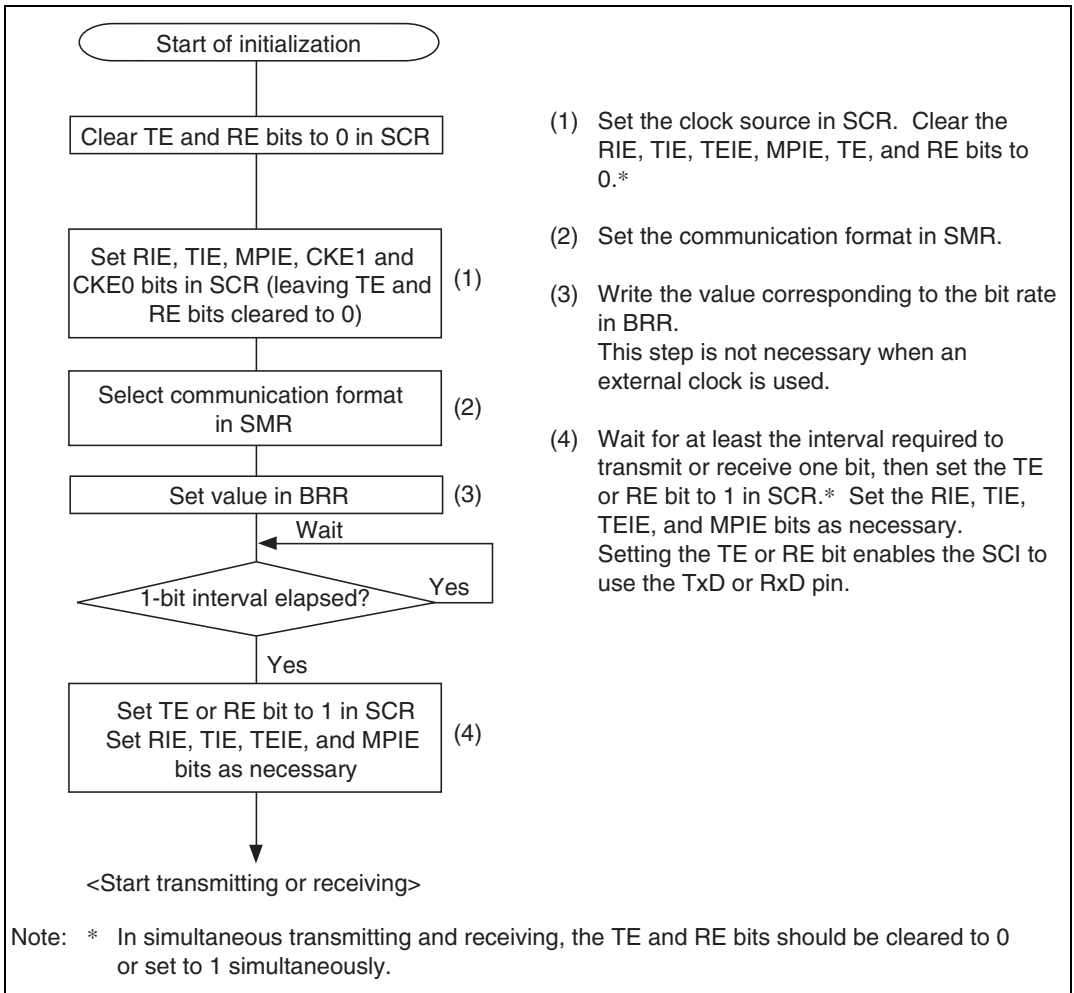 Start of initialization
Clear TE and RE bits to 0 in SCR
Set RIE, TIE, MPIE, CKE1 and
CKE0 bits in SCR (leaving TE and
RE bits cleared to 0)
(1)
Select communication format
in SMR
(2)
Set value in BRR
(3)
Wait
1-bit interval elapsed?
Yes
Yes
Set TE or RE bit to 1 in SCR
Set RIE, TIE, TEIE, and MPIE
bits as necessary
(4)
<Start transmitting or receiving>
(1) Set the clock source in SCR. Clear the
RIE, TIE, TEIE, MPIE, TE, and RE bits to
0.*
(2) Set the communication format in SMR.
(3) Write the value corresponding to the bit rate
in BRR.
This step is not necessary when an
external clock is used.
(4) Wait for at least the interval required to
transmit or receive one bit, then set the TE
or RE bit to 1 in SCR.* Set the RIE, TIE,
TEIE, and MPIE bits as necessary.
Setting the TE or RE bit enables the SCI to
use the TxD or RxD pin.
Note: * In simultaneous transmitting and receiving, the TE and RE bits should be cleared to 0
or set to 1 simultaneously.